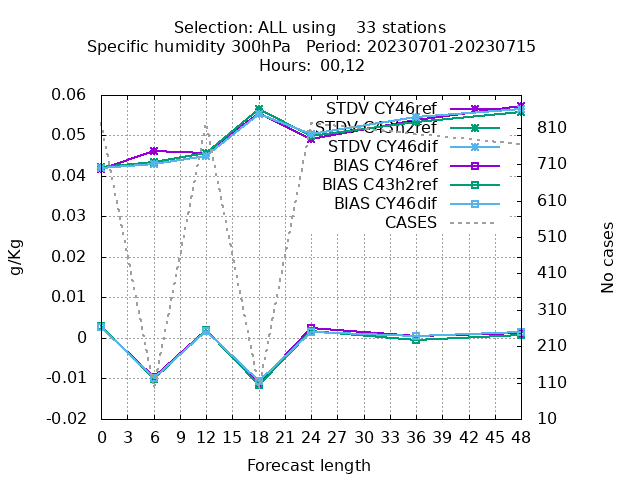 Selection: ALL using    33 stations
Specific humidity 300hPa   Period: 20230701-20230715
Hours:  00,12
STDV CY46ref
STDV C43h2ref
STDV CY46dif
BIAS CY46ref
BIAS C43h2ref
BIAS CY46dif
CASES
0.06
0.05
0.04
0.03
0.02
0.01
0
-0.01
-0.02
g/Kg
810
710
610
510
410
310
210
110
10
No cases
0 3 6 9 12 15 18 21 24 27 30 33 36 39 42 45 48
Forecast length